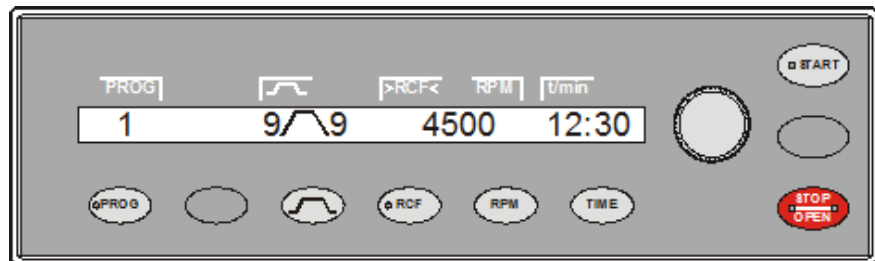 PROG >RCF< RPM t/min
1 9 9 4500 12:30
START
PROG RCF RPM TIME
STOP
OPEN